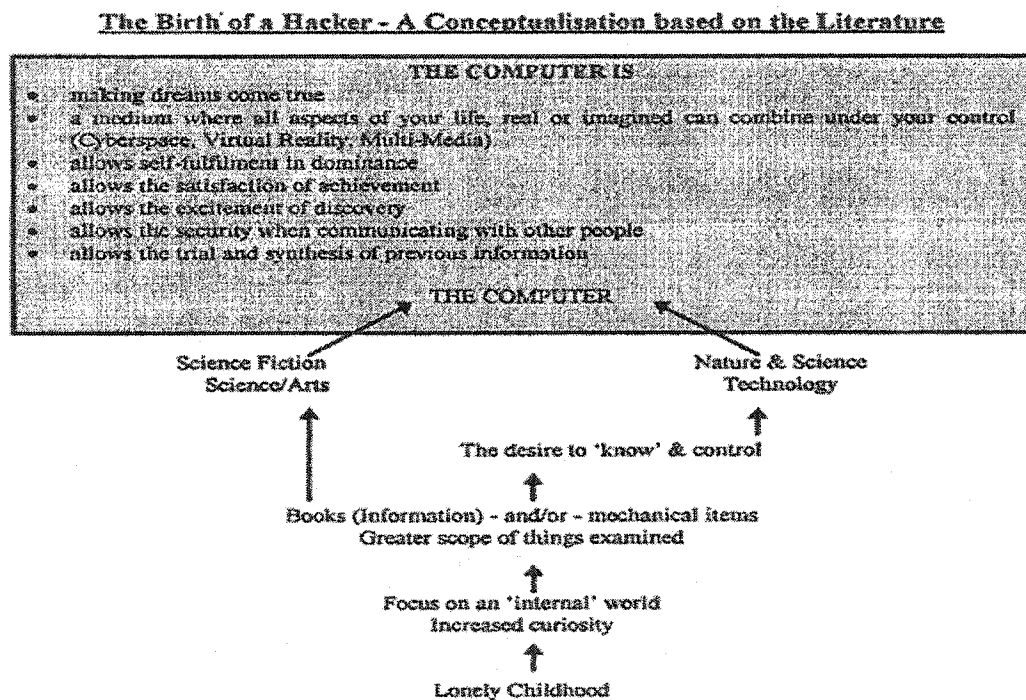 The Birth of a Hacker - A Conceptualisation based on the Literature
THE COMPUTER IS
• making dreams come true
• a medium where all aspects of your life, real or imagined can combine under your control
(Cyberspace, Virtual Reality, Multi-Media)
• allows self-fulfilment in dominance
• allows the satisfaction of achievement
• allows the excitement of discovery
• allows the security when communicating with other people
• allows the trial and synthesis of previous information
THE COMPUTER
Science Fiction
Science/Arts
Nature & Science
Technology
The desire to 'know' & control
Books (Information) - and/or - mechanical items
Greater scope of things examined
Focus on an 'internal' world
Increased curiosity
Lonely Childhood